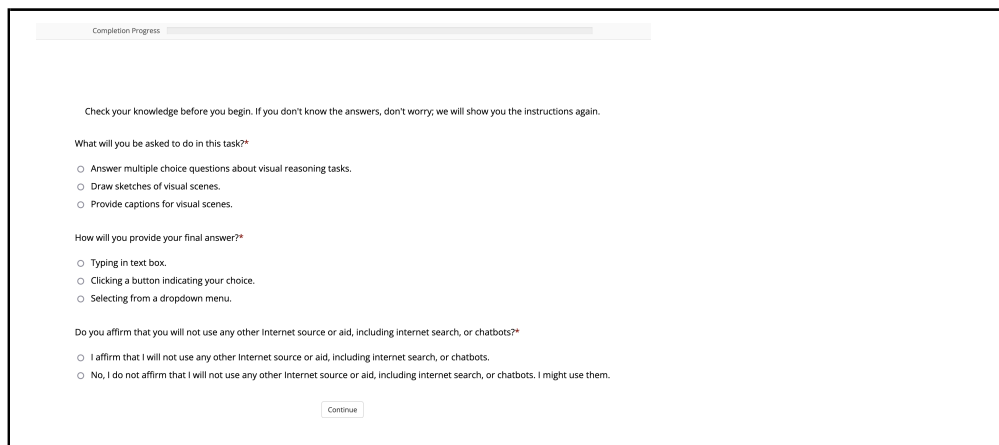 Completion Progress
Check your knowledge before you begin. If you don't know the answers, don't worry; we will show you the instructions again.
What will you be asked to do in this task?*
Answer multiple choice questions about visual reasoning tasks.
Draw sketches of visual scenes.
Provide captions for visual scenes.
How will you provide your final answer?*
Typing in text box.
Clicking a button indicating your choice.
Selecting from a dropdown menu.
Do you affirm that you will not use any other Internet source or aid, including internet search, or chatbots?*
I affirm that I will not use any other Internet source or aid, including internet search, or chatbots.
No, I do not affirm that I will not use any other Internet source or aid, including internet search, or chatbots. I might use them.
Continue